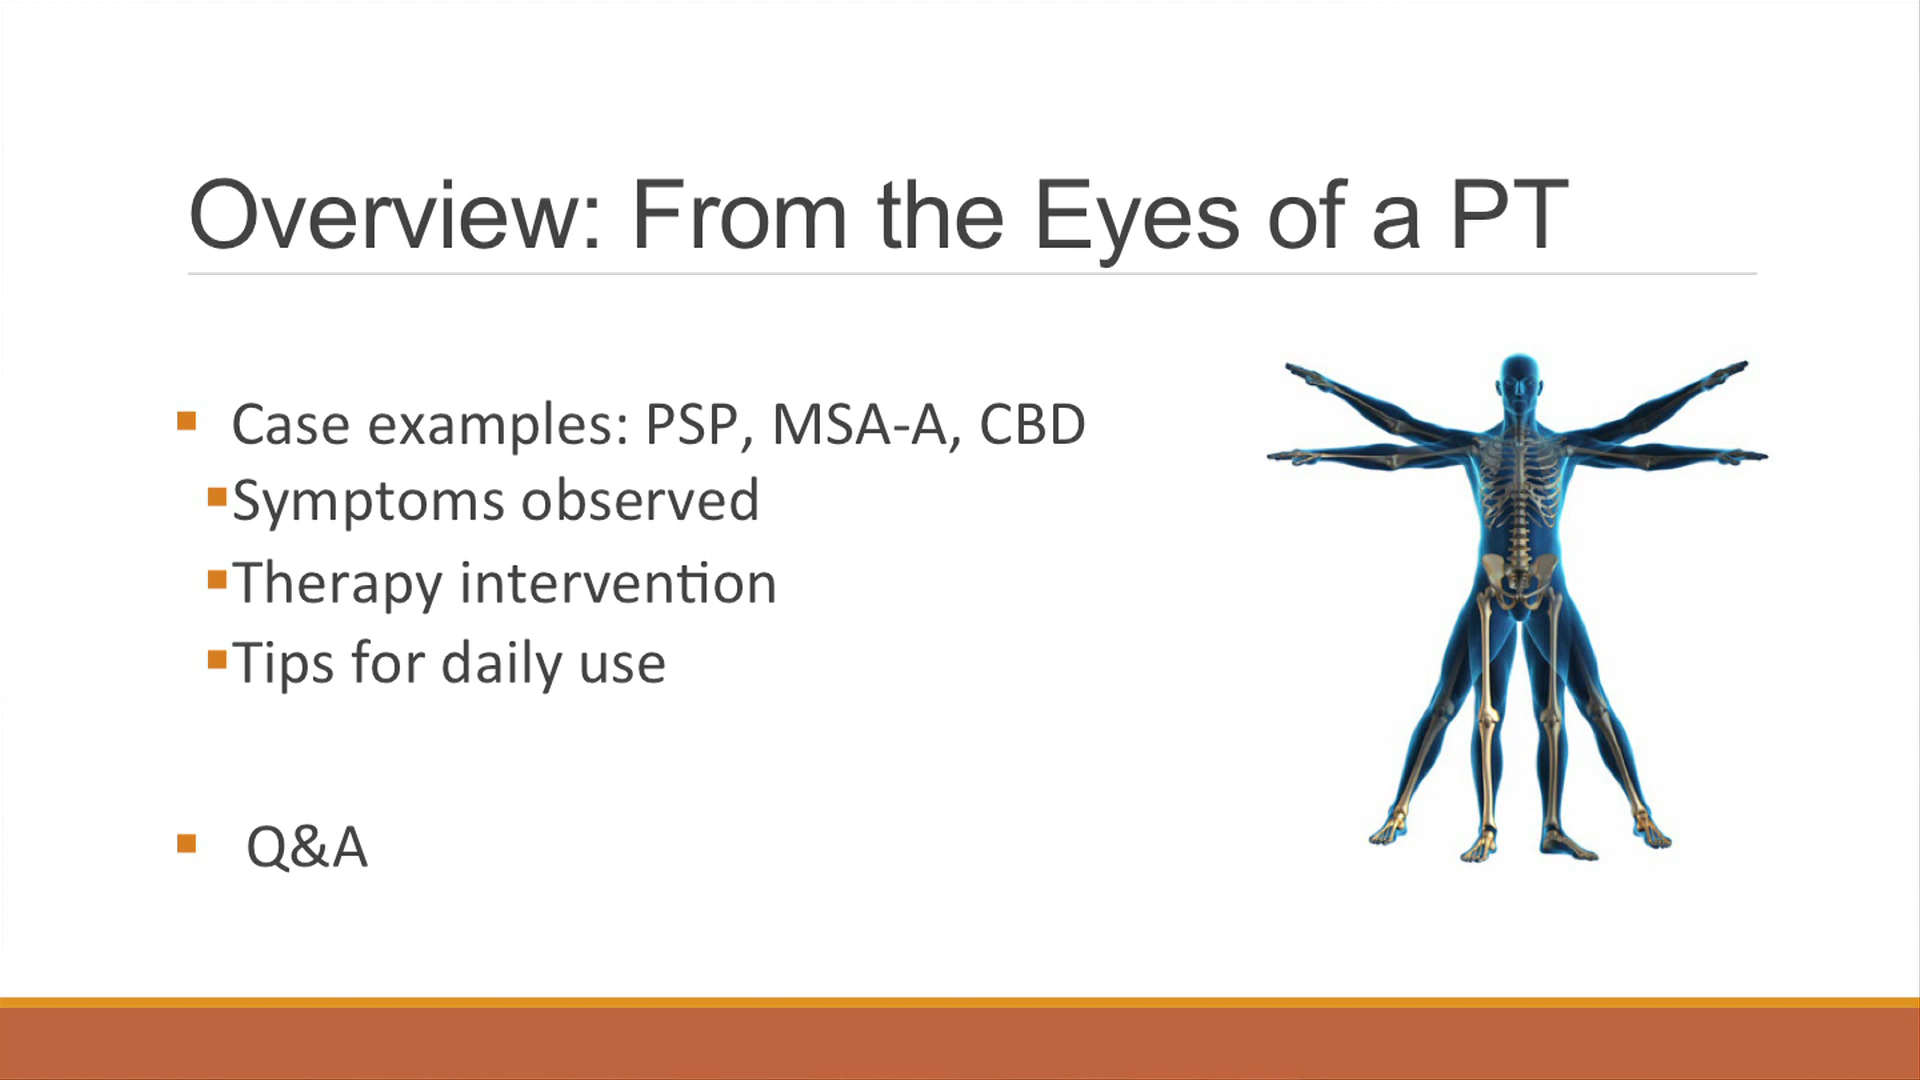 Overview: From the Eyes of a PT
Case examples: PSP, MSA-A, CBD
Symptoms observed
Therapy intervention
Tips for daily use
Q&A